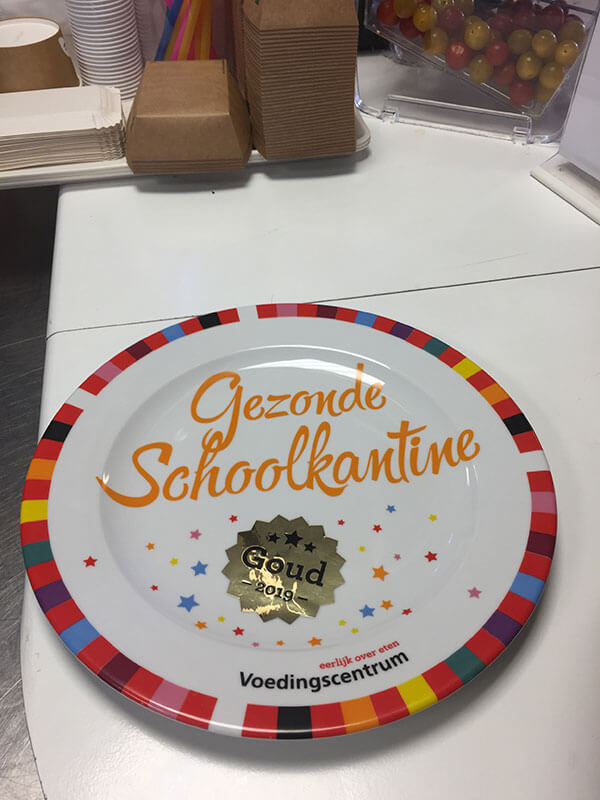 Gezonde
Schoolkantine
Goud
- 2019 -
eerlijk over eten
Voedingscentrum